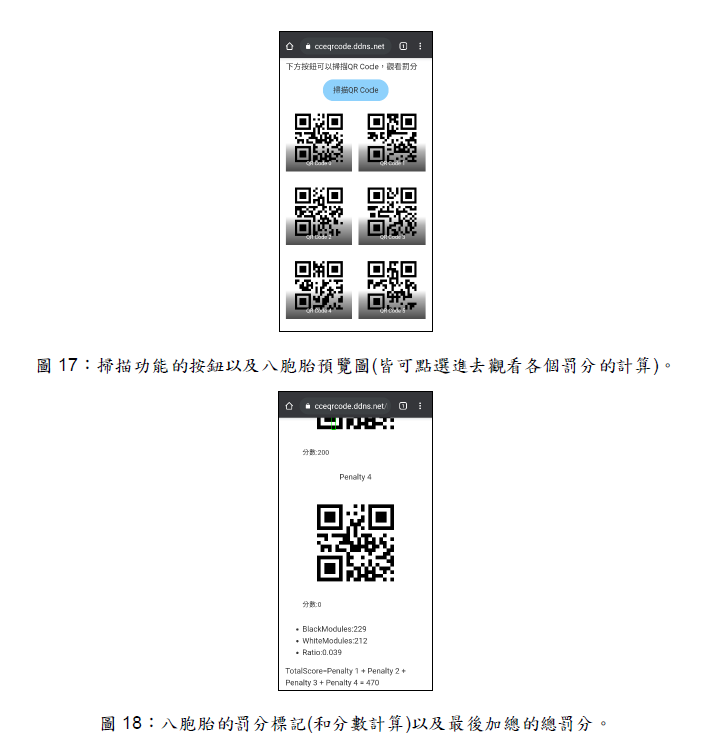 cceqrcode.ddns.net
1
下方按鈕可以掃描QR Code，觀看罰分
掃描QR Code
QR Code 0
QR Code 1
QR Code 2
QR Code 3
QR Code 4
QR Code 5
圖 17：掃描功能的按鈕以及八胞胎預覽圖(皆可點選進去觀看各個罰分的計算)。
cceqrcode.ddns.net/
1
分數:200
Penalty 4
分數:0
• BlackModules:229
• WhiteModules:212
• Ratio:0.039
TotalScore=Penalty 1 + Penalty 2 +
Penalty 3 + Penalty 4 = 470
圖 18：八胞胎的罰分標記(和分數計算)以及最後加總的總罰分。